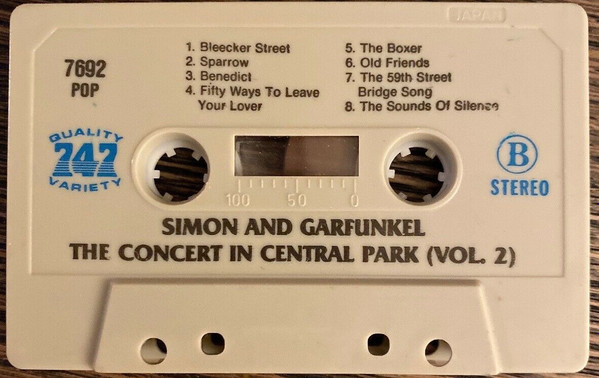 JAPAN
7692
POP
1. Bleecker Street
2. Sparrow
3. Benedict
4. Fifty Ways To Leave
Your Lover
5. The Boxer
6. Old Friends
7. The 59th Street
Bridge Song
8. The Sounds Of Silence
QUALITY
747
VARIETY
B
STEREO
100 50 0
SIMON AND GARFUNKEL
THE CONCERT IN CENTRAL PARK (VOL. 2)